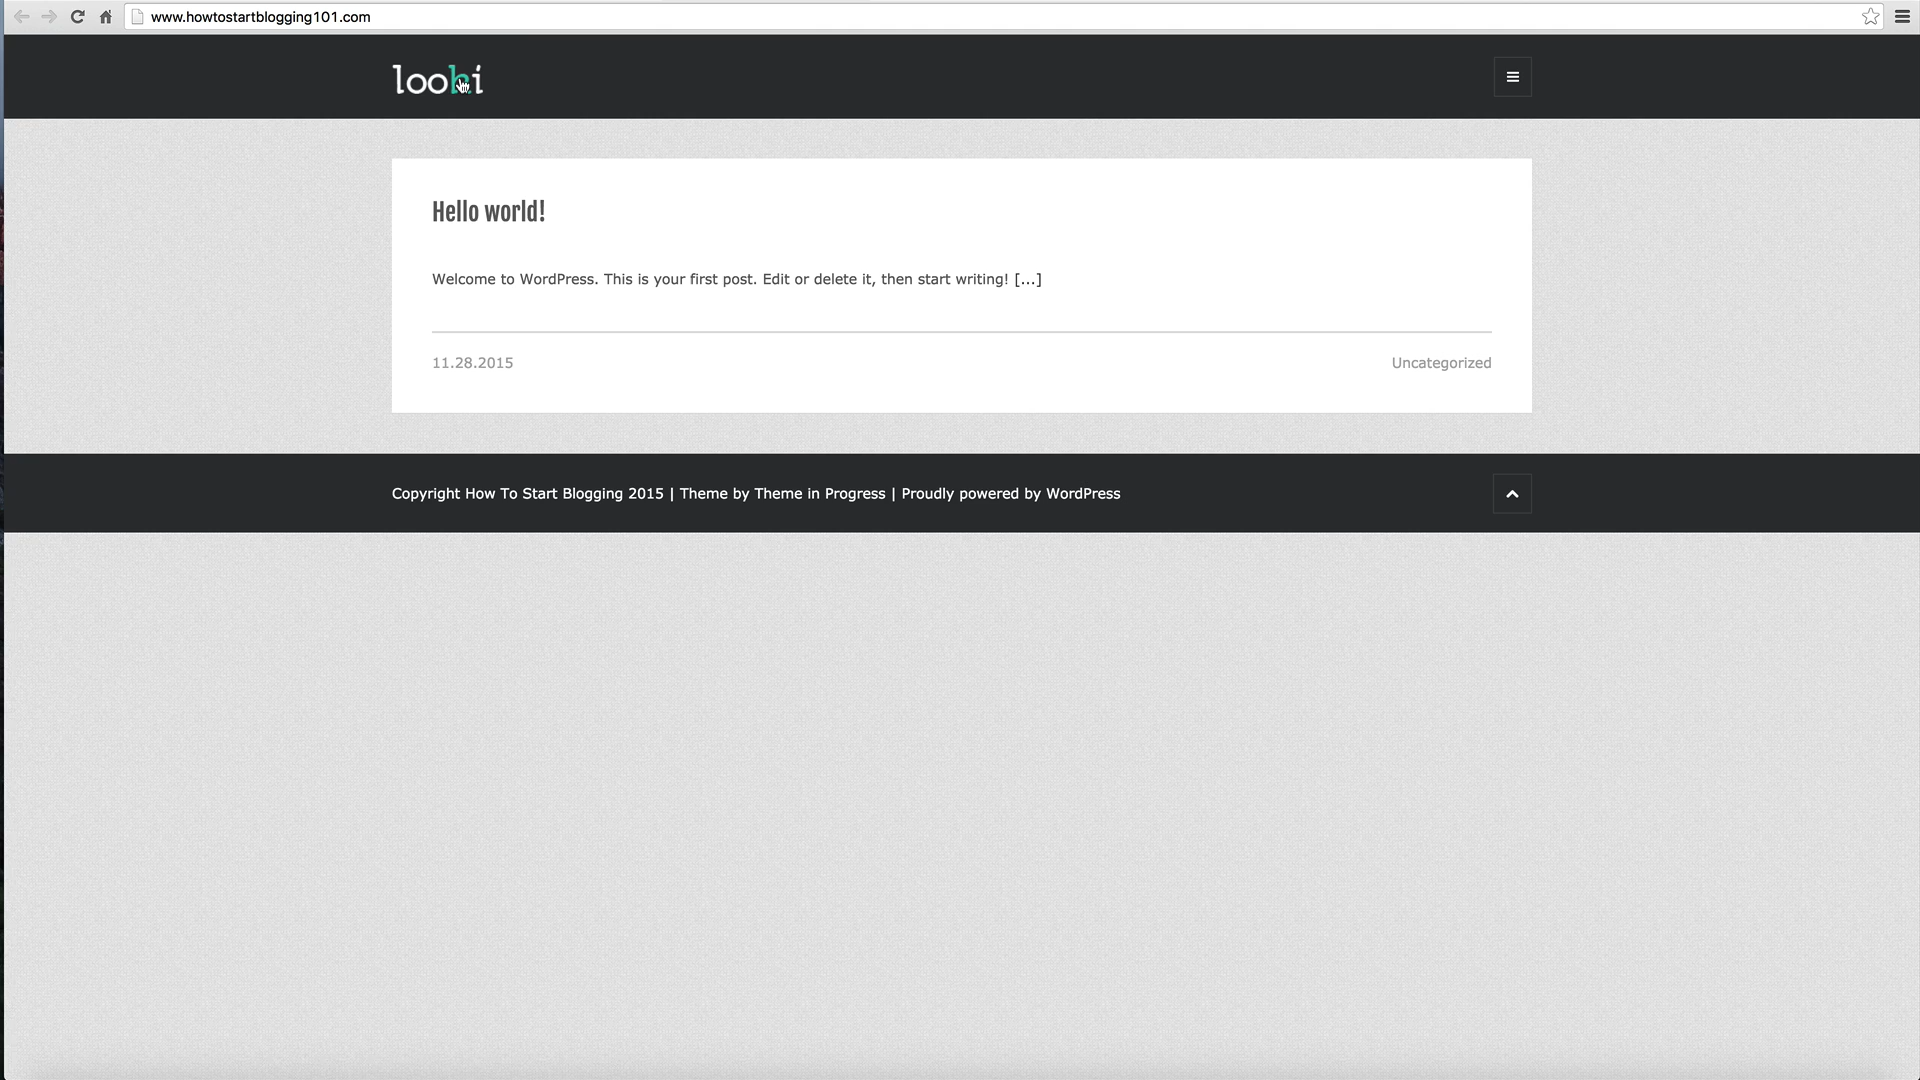 www.howtostartblogging101.com
Hello world!
Welcome to WordPress. This is your first post. Edit or delete it, then start writing! [...]
11.28.2015 Uncategorized
Copyright How To Start Blogging 2015 | Theme by Theme in Progress | Proudly powered by WordPress